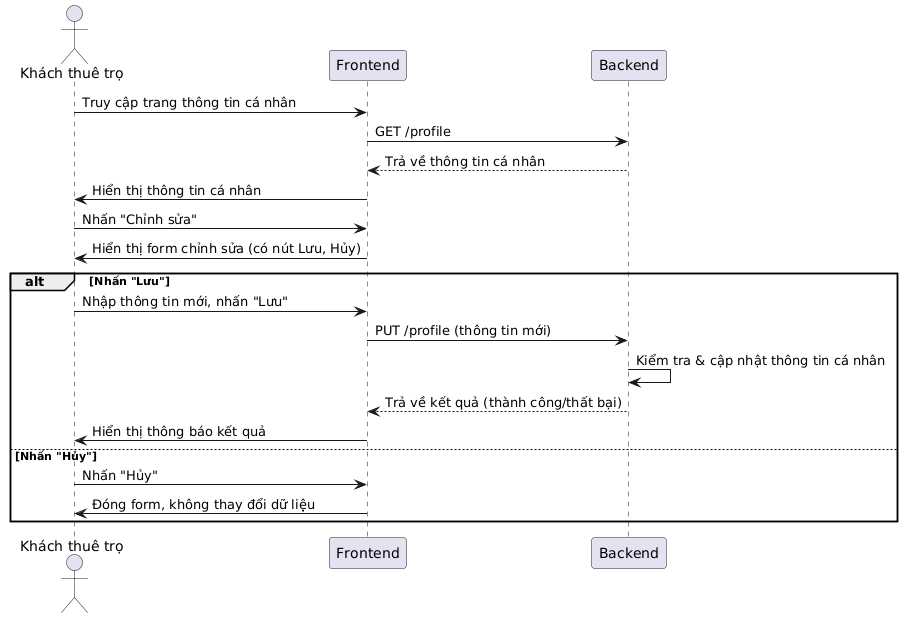 Khách thuê trọ
Frontend
Backend
Truy cập trang thông tin cá nhân
GET /profile
Trả về thông tin cá nhân
Hiển thị thông tin cá nhân
Nhấn "Chỉnh sửa"
Hiển thị form chỉnh sửa (có nút Lưu, Hủy)
alt
[Nhấn "Lưu"]
Nhập thông tin mới, nhấn "Lưu"
PUT /profile (thông tin mới)
Kiểm tra & cập nhật thông tin cá nhân
Trả về kết quả (thành công/thất bại)
Hiển thị thông báo kết quả
[Nhấn "Hủy"]
Nhấn "Hủy"
Đóng form, không thay đổi dữ liệu
Khách thuê trọ
Frontend
Backend